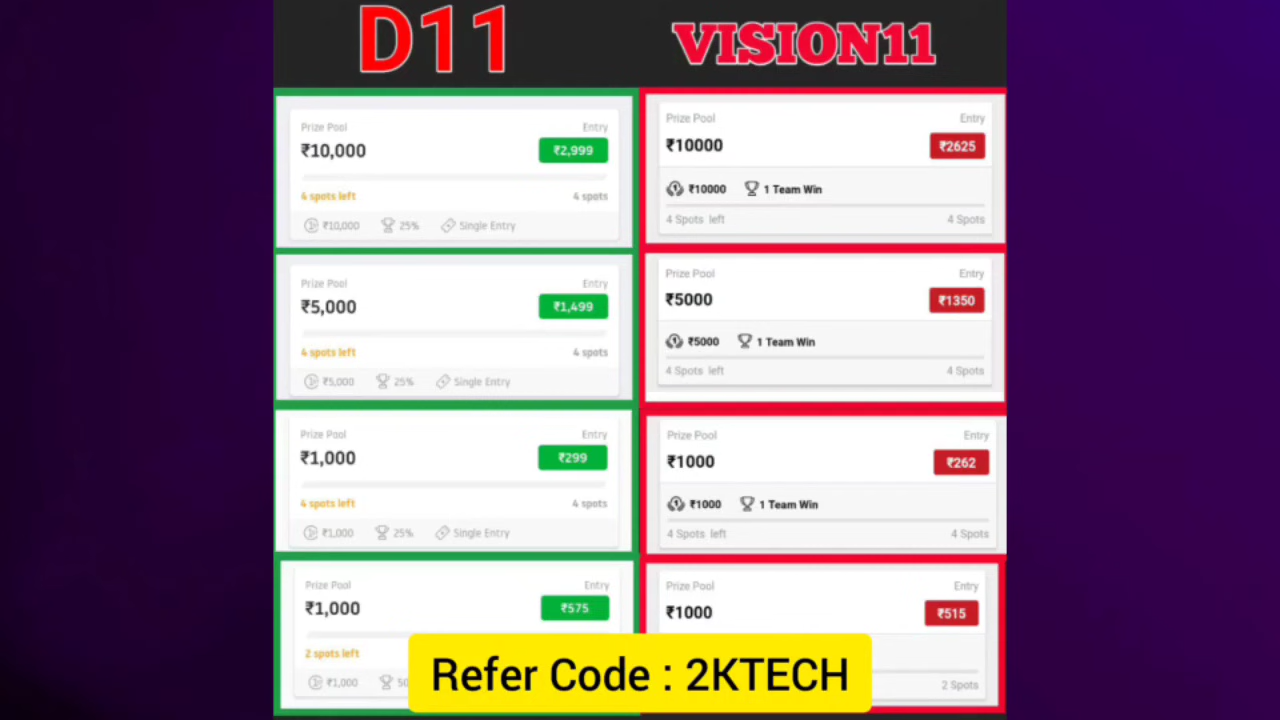 D11
VISION11
Prize Pool Entry
₹10,000 ₹2,999
4 spots left 4 spots
₹10,000 25% Single Entry
Prize Pool Entry
₹10000 ₹2625
₹10000 1 Team Win
4 Spots left 4 Spots
Prize Pool Entry
₹5,000 ₹1,499
4 spots left 4 spots
₹5,000 25% Single Entry
Prize Pool Entry
₹5000 ₹1350
₹5000 1 Team Win
4 Spots left 4 Spots
Prize Pool Entry
₹1,000 ₹299
4 spots left 4 spots
₹1,000 25% Single Entry
Prize Pool Entry
₹1000 ₹262
₹1000 1 Team Win
4 Spots left 4 Spots
Prize Pool Entry
₹1,000 ₹575
2 spots left
₹1,000
Prize Pool Entry
₹1000 ₹515
2 Spots
Refer Code : 2KTECH